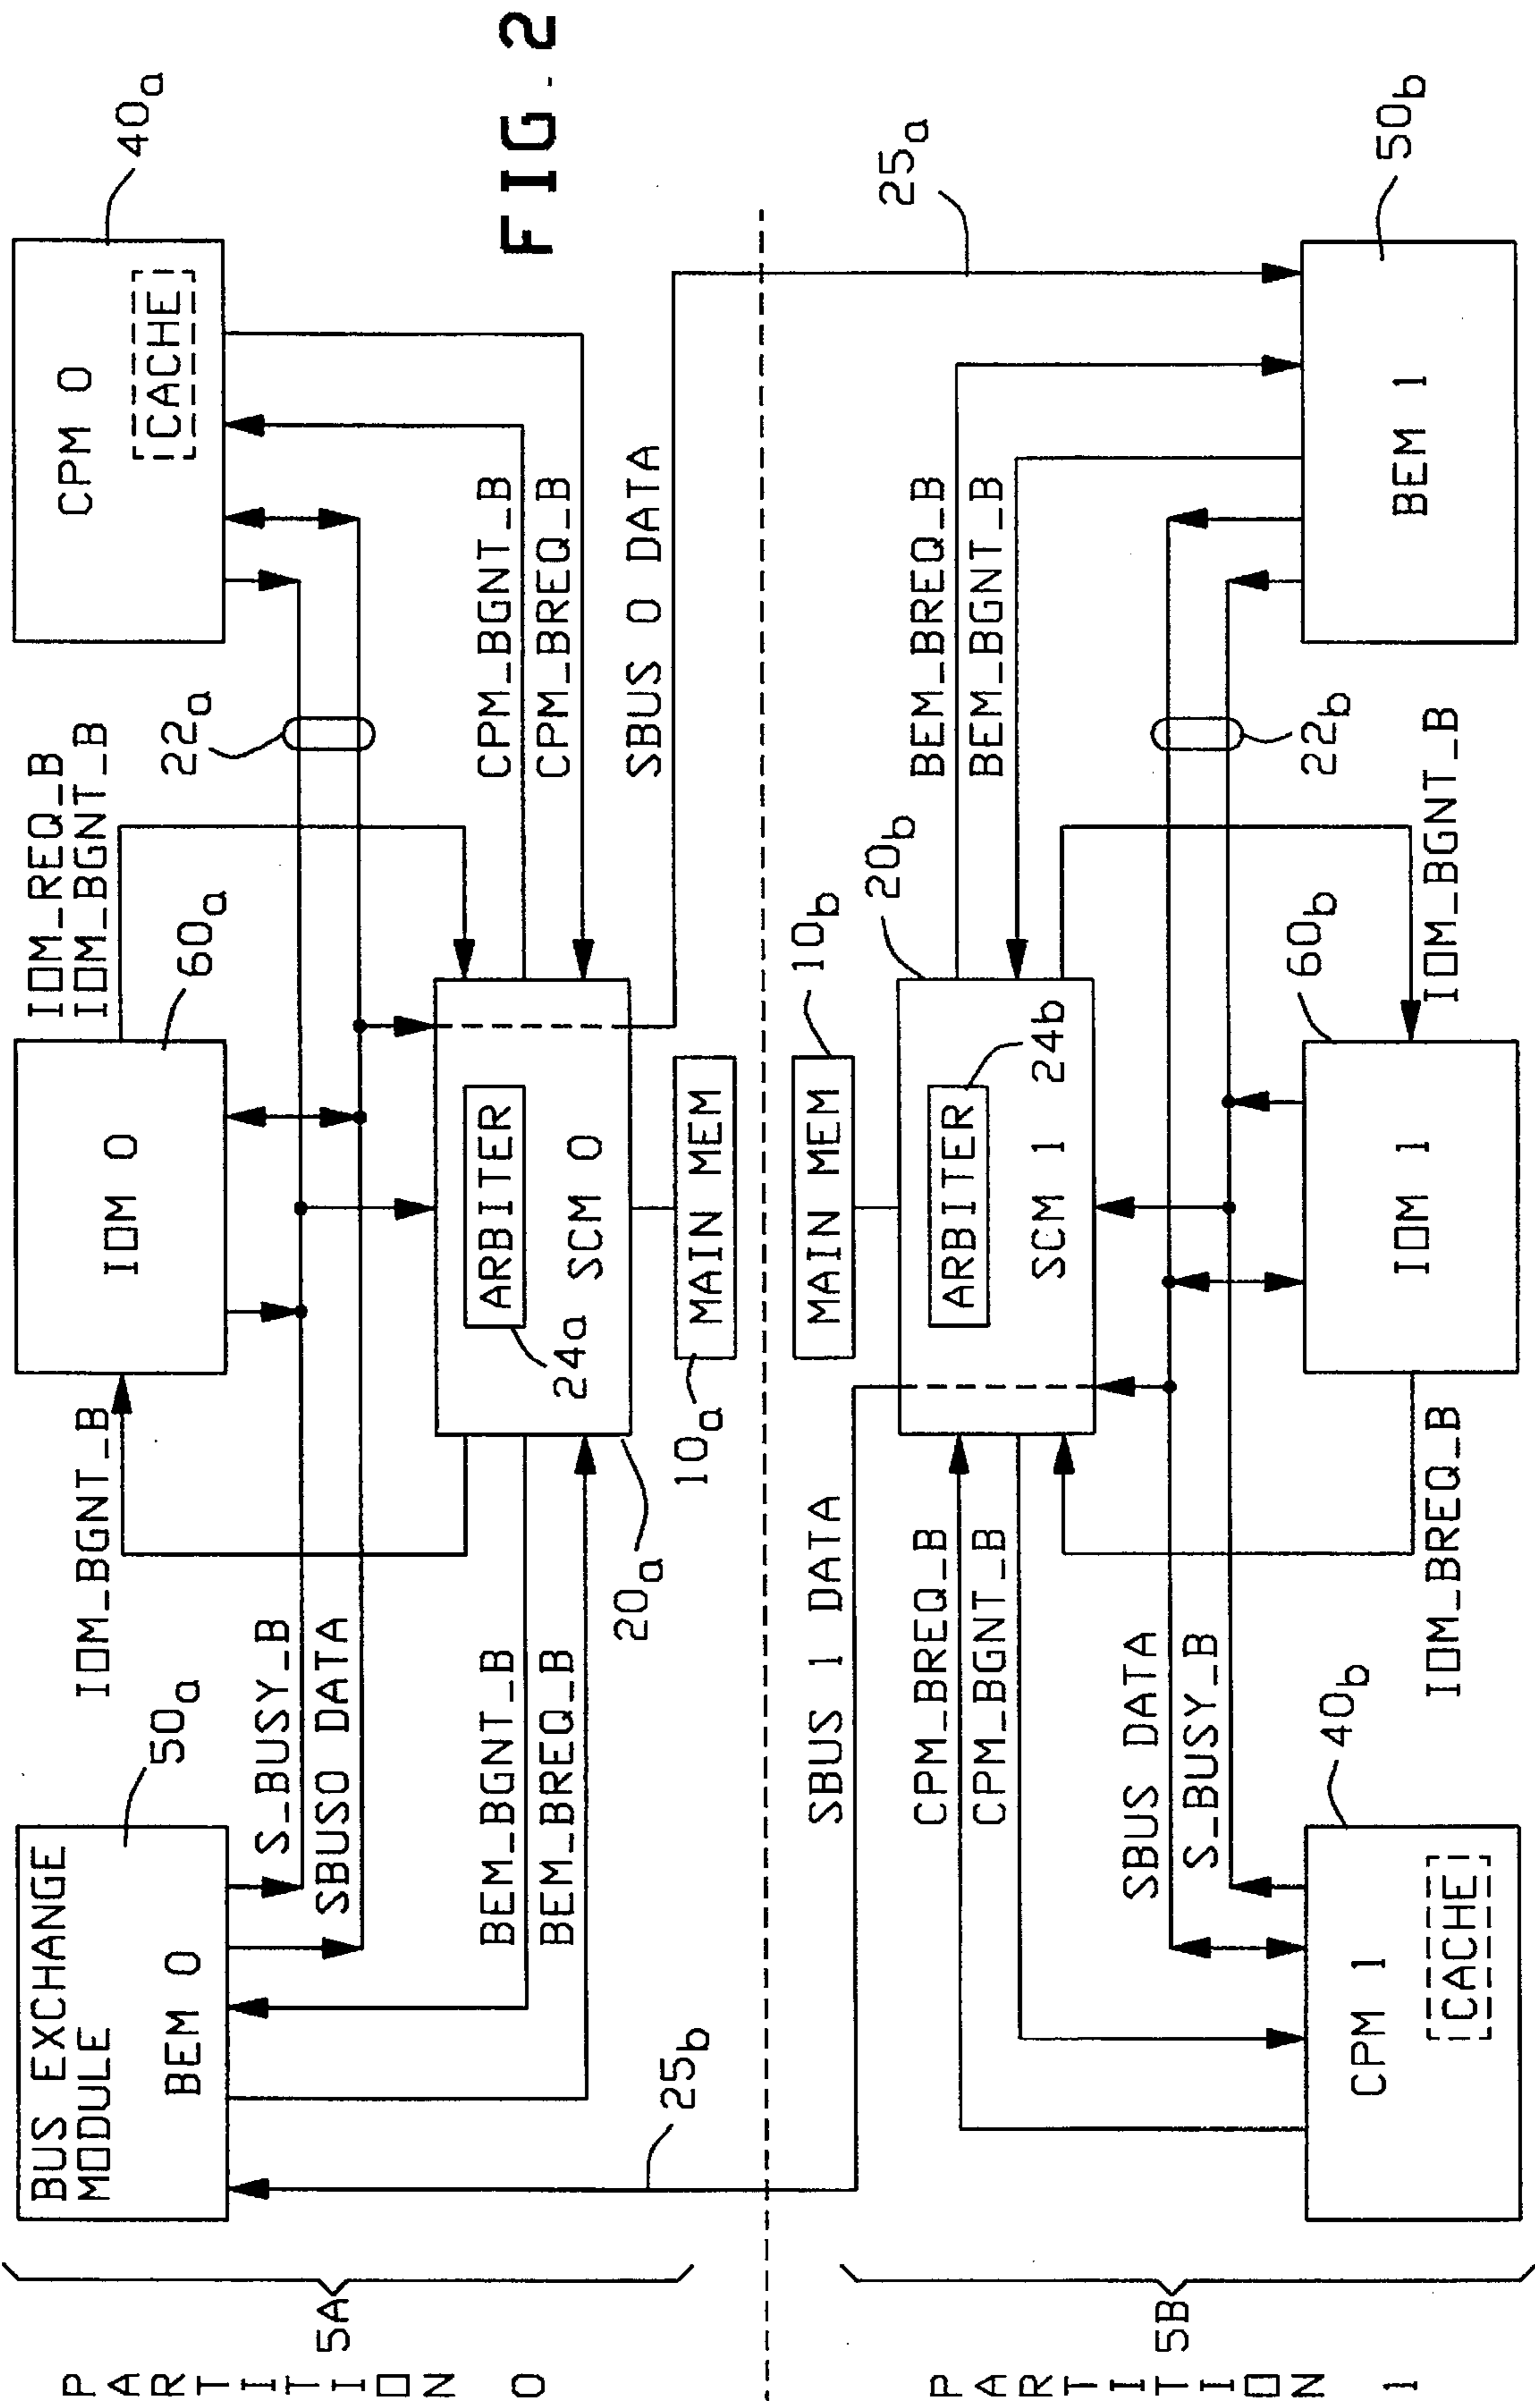 PARTITION 0
5A
BUS EXCHANGE
MODULE
BEM 0
50a
IOM_BGNT_B
IOM 0
60a
IOM_REQ_B
IOM_BGNT_B
CPM 0
CACHE
40a
S_BUSY_B
SBUS0 DATA
22a
BEM_BGNT_B
BEM_BREQ_B
ARBITER
24a
SCM 0
20a
CPM_BGNT_B
CPM_BREQ_B
SBUS 0 DATA
FIG. 2
10a
MAIN MEM
25b
25a
PARTITION 1
5B
SBUS 1 DATA
MAIN MEM
10b
20b
CPM_BREQ_B
CPM_BGNT_B
ARBITER
24b
SCM 1
BEM_BREQ_B
BEM_BGNT_B
SBUS DATA
S_BUSY_B
22b
CPM 1
CACHE
40b
IOM 1
60b
IOM_BREQ_B
IOM_BGNT_B
BEM 1
50b